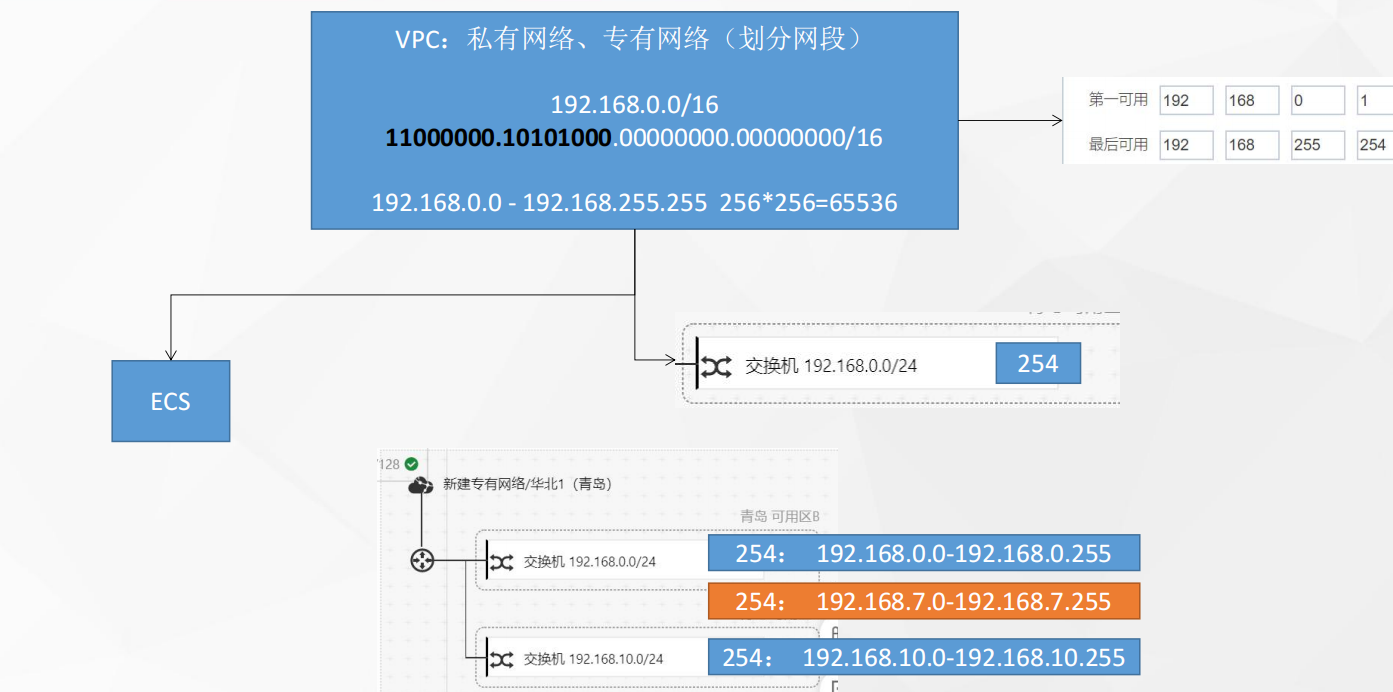 VPC：私有网络、专有网络（划分网段）
192.168.0.0/16
11000000.10101000.00000000.00000000/16
192.168.0.0 - 192.168.255.255 256*256=65536
第一可用 192 168 0 1
最后可用 192 168 255 254
交换机 192.168.0.0/24 254
ECS
/128
新建专有网络/华北1（青岛）
青岛 可用区B
交换机 192.168.0.0/24 254： 192.168.0.0-192.168.0.255
254： 192.168.7.0-192.168.7.255
交换机 192.168.10.0/24 254： 192.168.10.0-192.168.10.255